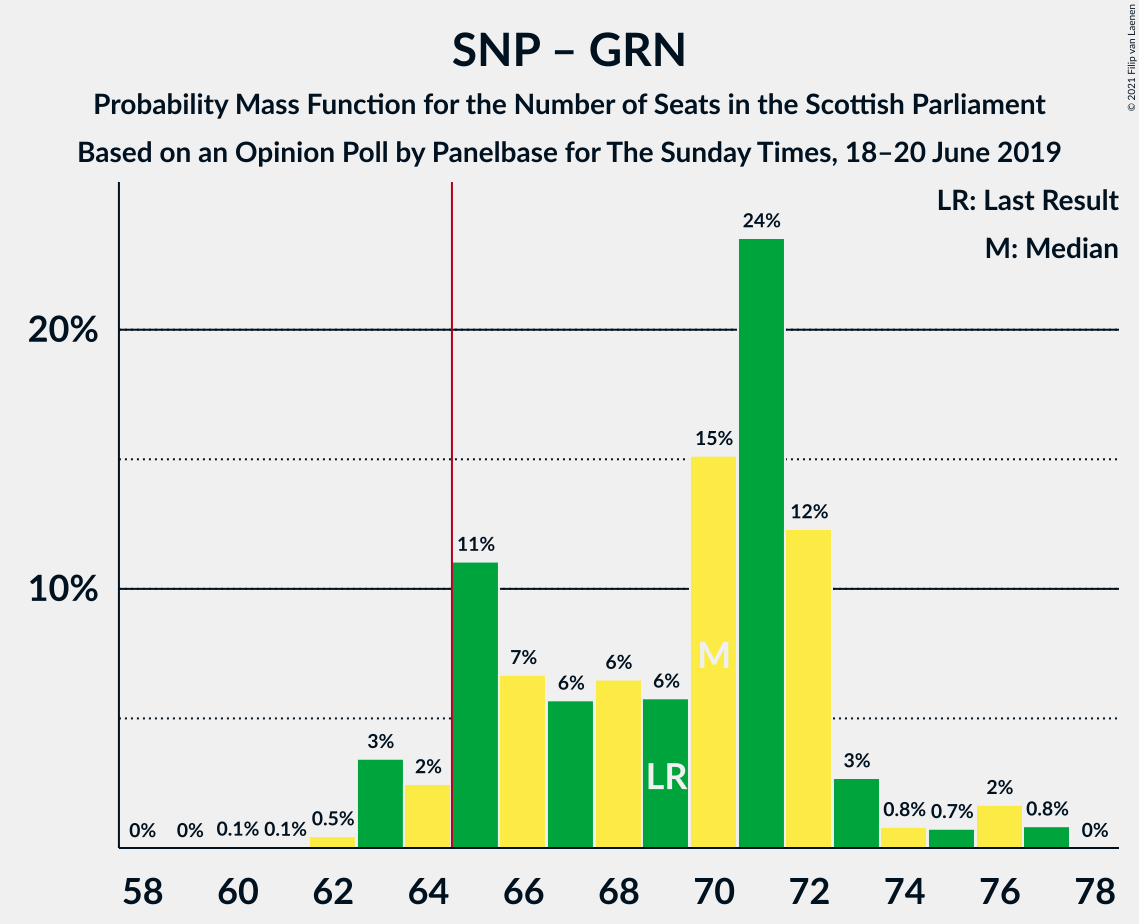 SNP – GRN
Probability Mass Function for the Number of Seats in the Scottish Parliament
Based on an Opinion Poll by Panelbase for The Sunday Times, 18–20 June 2019
© 2021 Filip van Laenen
LR: Last Result
M: Median
20%
10%
0%
0%
0.1%
0.1%
0.5%
3%
2%
11%
7%
6%
6%
6%
15%
24%
12%
3%
0.8%
0.7%
2%
0.8%
0%
M
LR
58 60 62 64 66 68 70 72 74 76 78